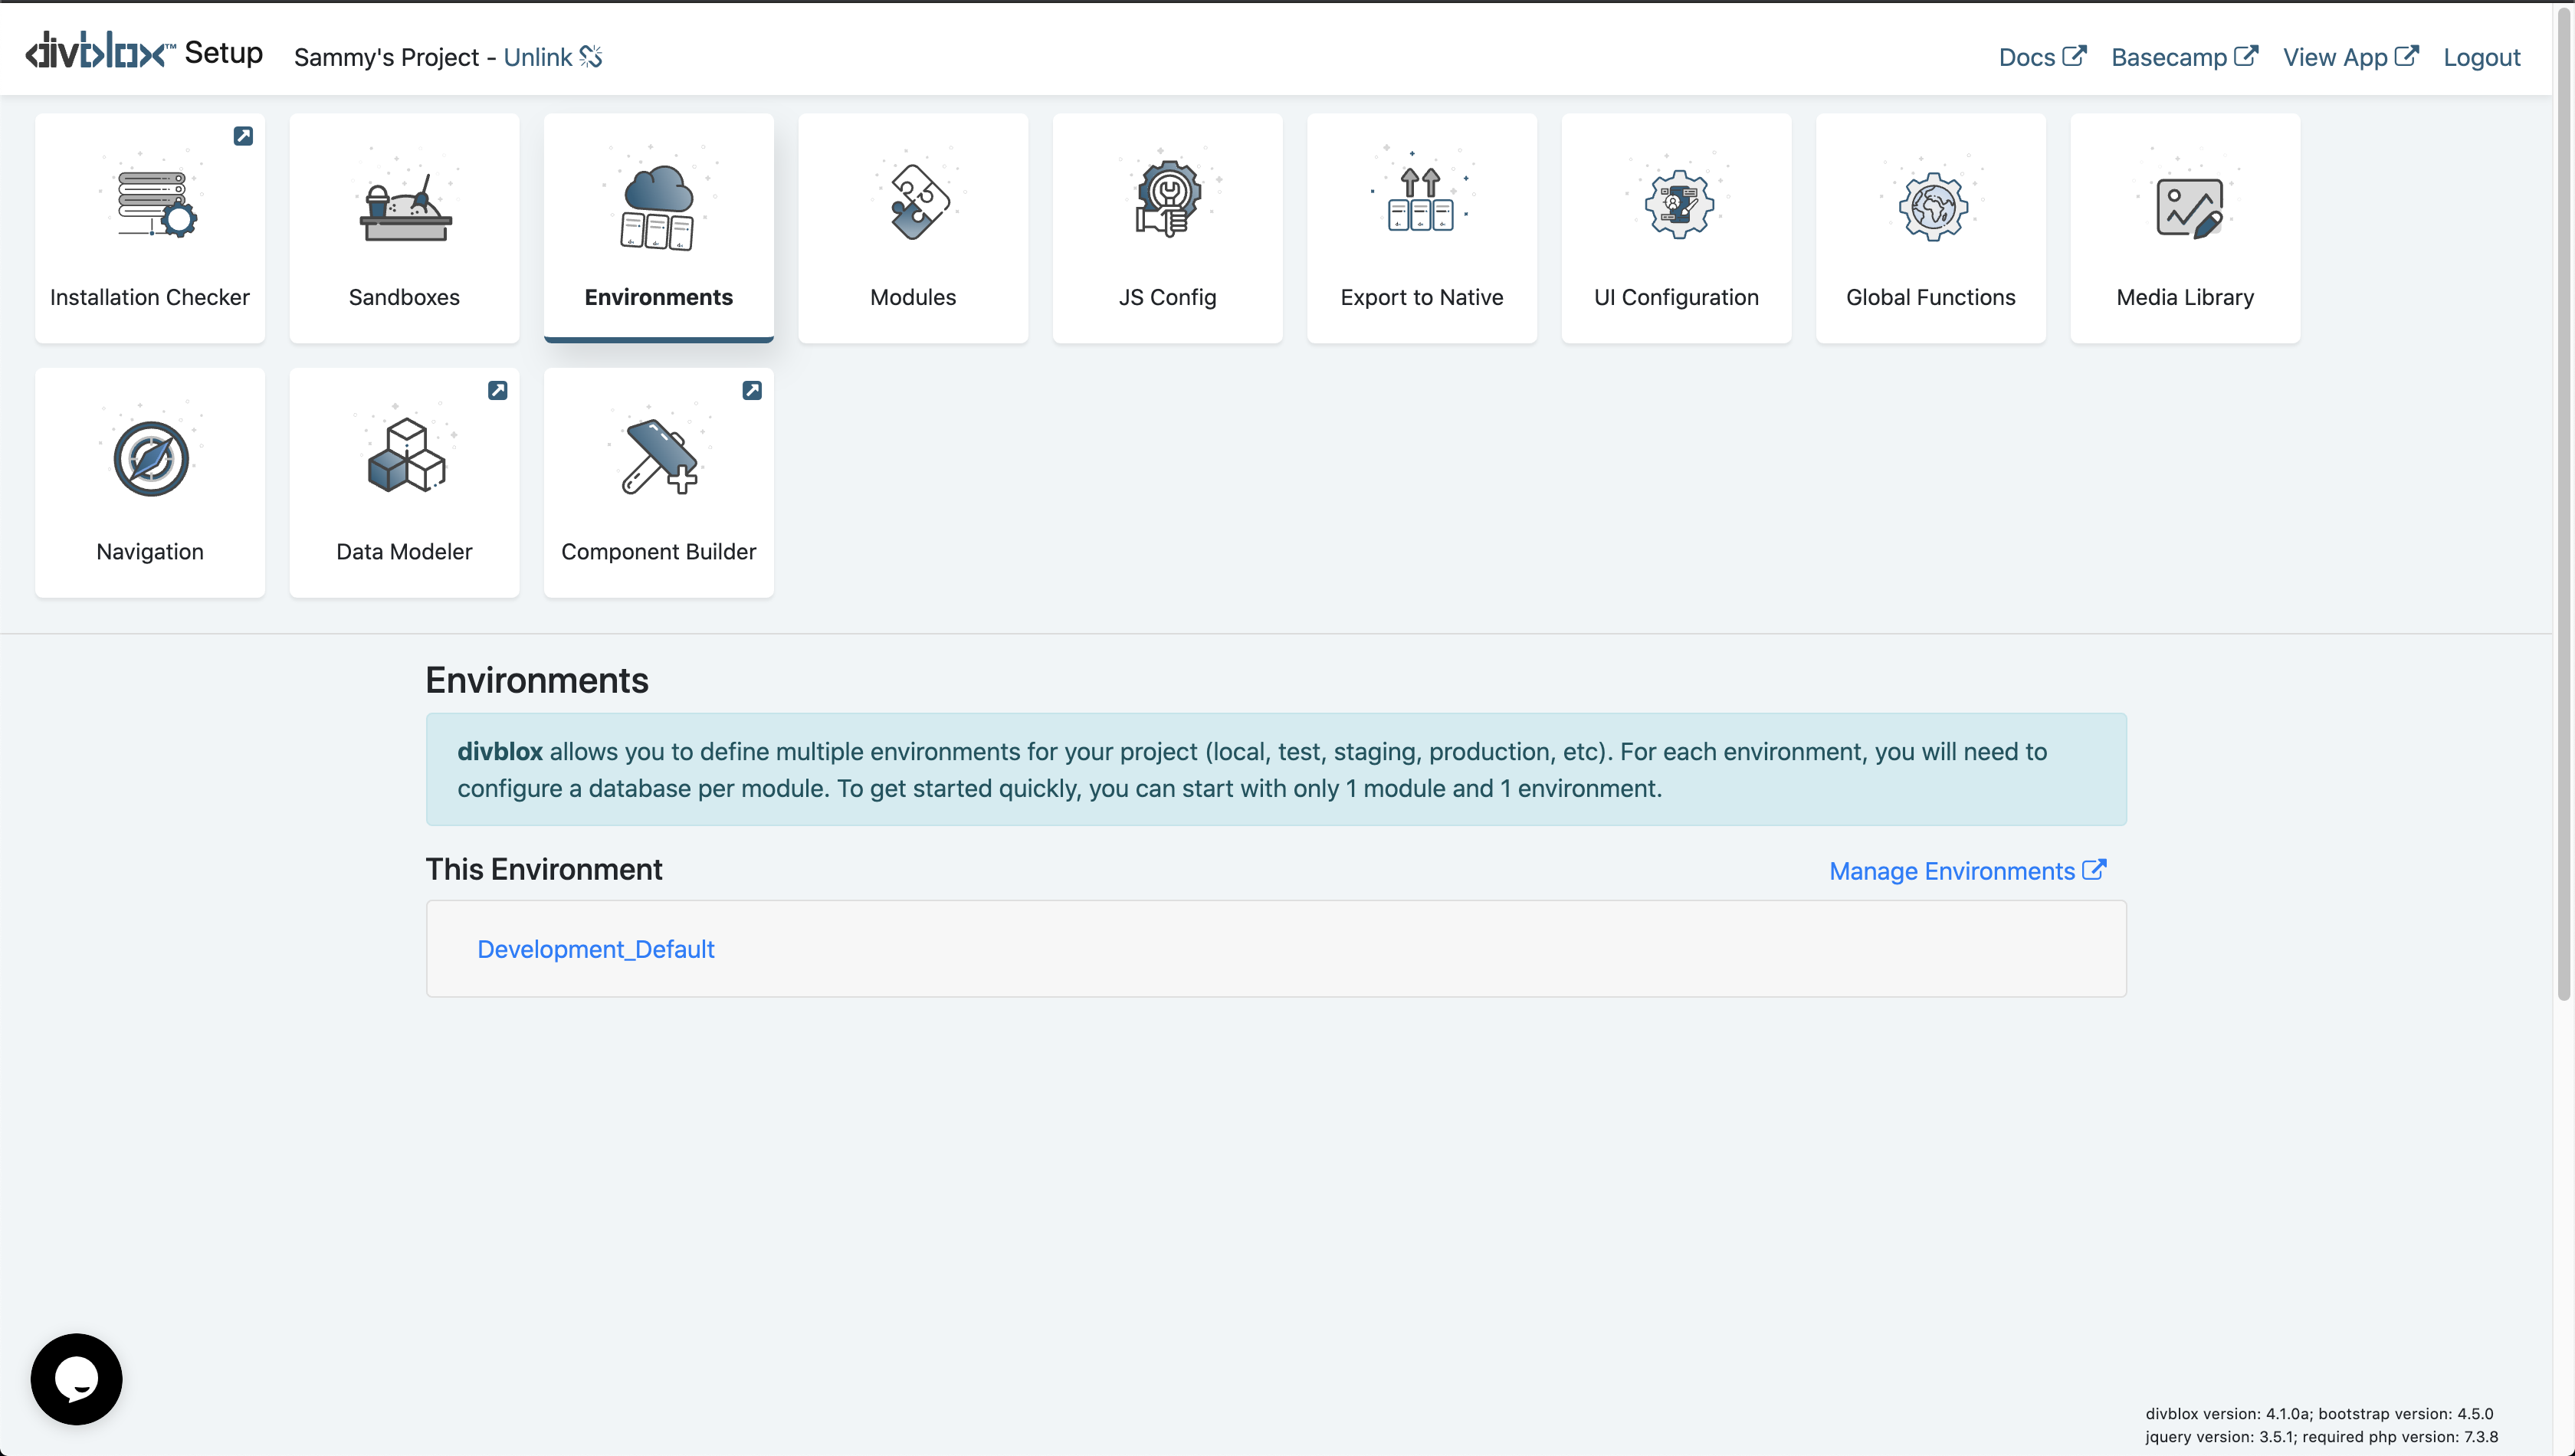 divblox™ Setup
Sammy's Project - Unlink
Docs
Basecamp
View App
Logout
Installation Checker
Sandboxes
Environments
Modules
JS Config
Export to Native
UI Configuration
Global Functions
Media Library
Navigation
Data Modeler
Component Builder
Environments
divblox allows you to define multiple environments for your project (local, test, staging, production, etc). For each environment, you will need to
configure a database per module. To get started quickly, you can start with only 1 module and 1 environment.
This Environment
Manage Environments
Development_Default
divblox version: 4.1.0a; bootstrap version: 4.5.0
jquery version: 3.5.1; required php version: 7.3.8